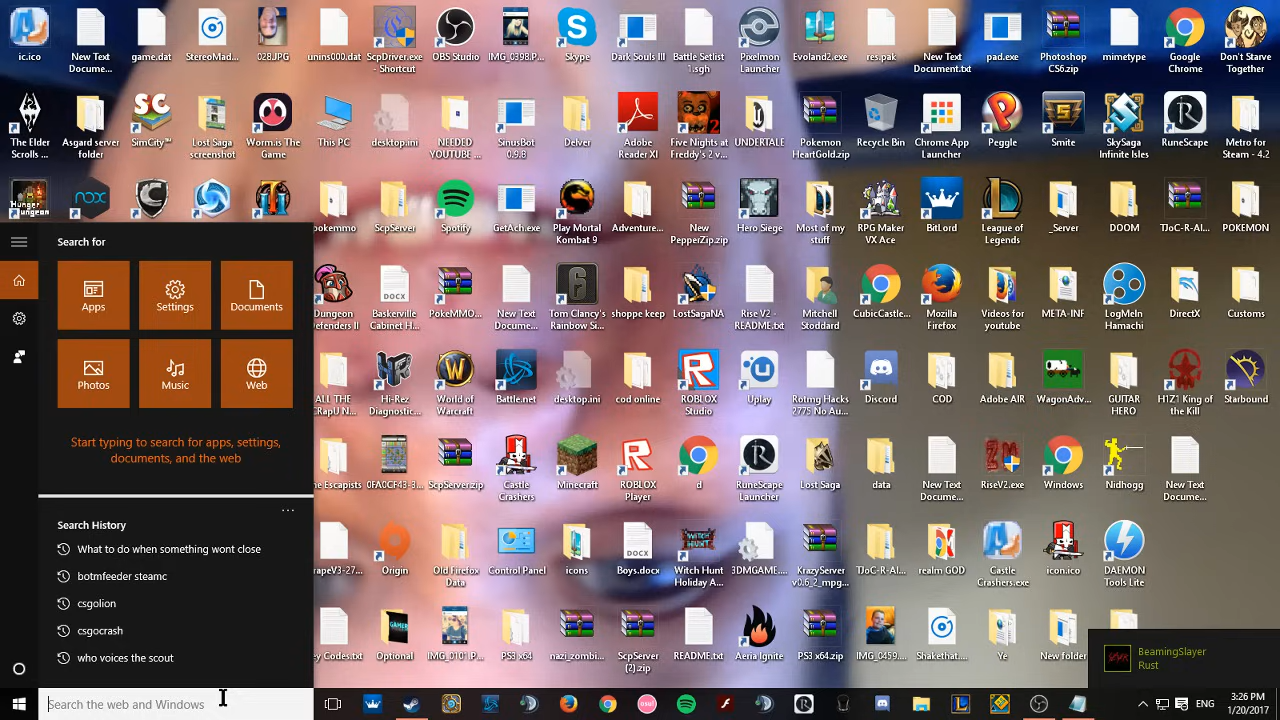 ic.ico
New Text Docume...
game.dat
StereoMad...
028.JPG
unins000.dat
ScpDriver.exe - Shortcut
OBS Studio
IMG_0398.P...
Skype
Dark Souls III
Battle Setlist 1.sgh
Pixelmon Launcher
Evoland2.exe
res.pak
New Text Document.txt
pad.exe
Photoshop CS6.zip
mimetype
Google Chrome
Don't Starve Together
The Elder Scrolls ...
Asgard server folder
SimCity™
Lost Saga screenshot
Worm.is The Game
This PC
desktop.ini
NEEDED YOUTUBE ...
SinusBot 0.9.8
Delver
Adobe Reader XI
Five Nights at Freddy's 2 v...
UNDERTALE
Pokemon HeartGold.zip
Recycle Bin
Chrome App Launcher
Peggle
Smite
SkySaga Infinite Isles
RuneScape
Metro for Steam - 4.2
pokemmo
ScpServer
Spotify
GetAch.exe
Play Mortal Kombat 9
Adventure...
New PepperZip.zip
Hero Siege
Most of my stuff
RPG Maker VX Ace
BitLord
League of Legends
_Server
DOOM
TJoC-R-Al...
POKEMON
Search for
Apps
Settings
Documents
Photos
Music
Web
Start typing to search for apps, settings,
documents, and the web
Search History
What to do when something wont close
botmfeeder steamc
csgolion
csgocrash
who voices the scout
Search the web and Windows
Dungeon Defenders II
Baskerville Cabinet H...
PokeMMO...
New Text Docume...
Tom Clancy's Rainbow Si...
shoppe keep
LostSagaNA
Rise V2 - README.txt
Mitchell Stoddard
CubicCastle...
Mozilla Firefox
Videos for youtube
META-INF
LogMeIn Hamachi
DirectX
Customs
ALL THE CRapU N...
Hi-Rez Diagnostic...
World of Warcraft
Battle.net
desktop.ini
cod online
ROBLOX Studio
Uplay
Rotmg Hacks 2775 No Au...
Discord
COD
Adobe AIR
WagonAdv...
GUITAR HERO
H1Z1 King of the Kill
Starbound
The Escapists
0FA0CF43-3...
ScpServer.zip
Castle Crashers
Minecraft
ROBLOX Player
d
RuneScape Launcher
Lost Saga
data
New Text Docume...
RiseV2.exe
Windows
Nidhogg
New Text Docume...
Origin
Old Firefox Data
Control Panel
icons
Boys.docx
Witch Hunt Holiday A...
3DMGAME...
KrazyServer v0.6_2_mpg...
TJoC-R-Al...
realm GOD
Castle Crashers.exe
icon.ico
DAEMON Tools Lite
Key Codes.txt
Optional
IMG_0101.P...
PS3 x64
nazi_zombi...
ScpServer (2).zip
README.txt
Aeria Ignite
PS3 x64.zip
IMG_0459....
Shakethat....
Ye
New folder
BeamingSlayer
Rust
ENG
3:26 PM
1/20/2017